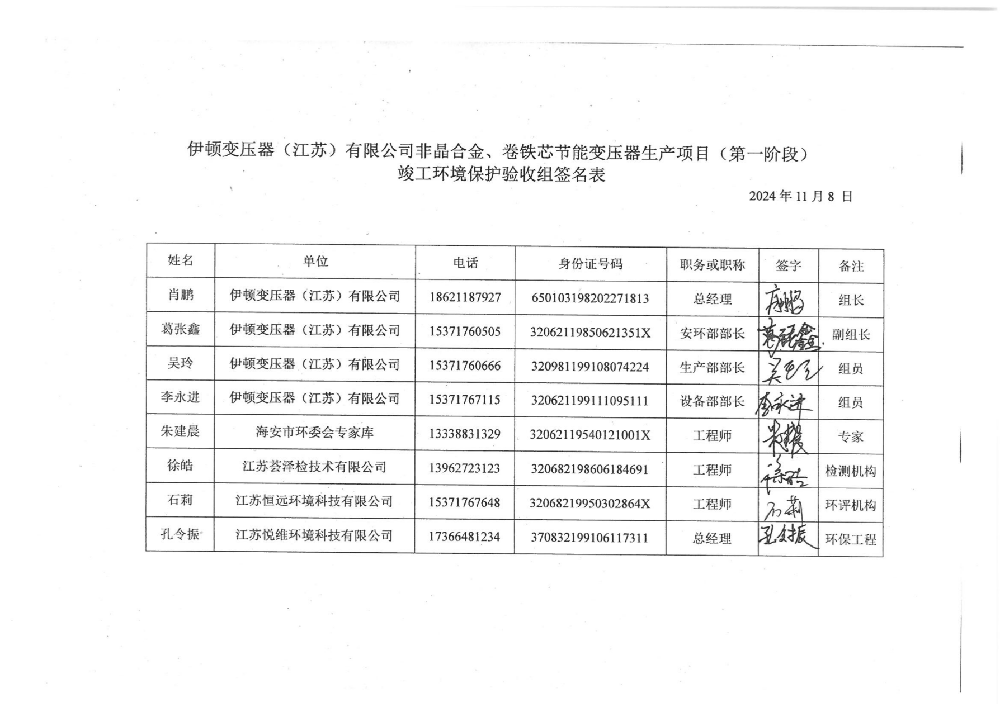 伊顿变压器（江苏）有限公司非晶合金、卷铁芯节能变压器生产项目（第一阶段）
竣工环境保护验收组签名表
2024 年 11 月 8 日
姓名 单位 电话 身份证号码 职务或职称 签字 备注
肖鹏 伊顿变压器（江苏）有限公司 18621187927 650103198202271813 总经理 肖鹏 组长
葛张鑫 伊顿变压器（江苏）有限公司 15371760505 32062119850621351X 安环部部长 葛张鑫 副组长
吴玲 伊顿变压器（江苏）有限公司 15371760666 320981199108074224 生产部部长 吴玲 组员
李永进 伊顿变压器（江苏）有限公司 15371767115 320621199111095111 设备部部长 李永进 组员
朱建晨 海安市环委会专家库 13338831329 32062119540121001X 工程师 朱建晨 专家
徐皓 江苏荟泽检技术有限公司 13962723123 320682198606184691 工程师 徐皓 检测机构
石莉 江苏恒远环境科技有限公司 15371767648 32068219950302864X 工程师 石莉 环评机构
孔令振 江苏悦维环境科技有限公司 17366481234 370832199106117311 总经理 孔令振 环保工程